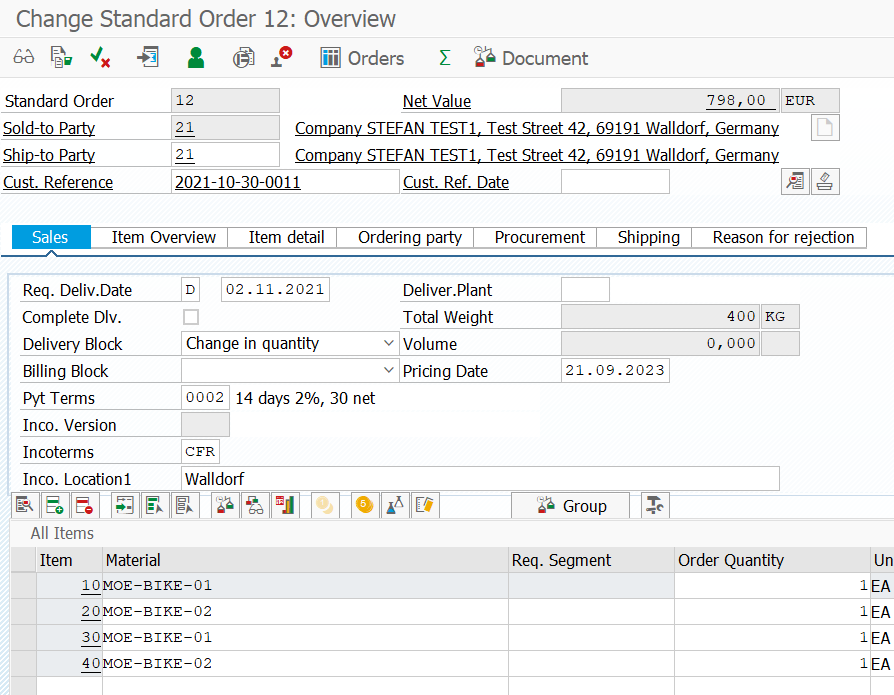 Change Standard Order 12: Overview
Orders Σ Document
Standard Order 12 Net Value 798,00 EUR
Sold-to Party 21 Company STEFAN TEST1, Test Street 42, 69191 Walldorf, Germany
Ship-to Party 21 Company STEFAN TEST1, Test Street 42, 69191 Walldorf, Germany
Cust. Reference 2021-10-30-0011 Cust. Ref. Date
Sales Item Overview Item detail Ordering party Procurement Shipping Reason for rejection
Req. Deliv.Date D 02.11.2021 Deliver.Plant
Complete Dlv. Total Weight 400 KG
Delivery Block Change in quantity Volume 0,000
Billing Block Pricing Date 21.09.2023
Pyt Terms 0002 14 days 2%, 30 net
Inco. Version
Incoterms CFR
Inco. Location1 Walldorf
Group
All Items
Item Material Req. Segment Order Quantity Un
10 MOE-BIKE-01 1 EA
20 MOE-BIKE-02 1 EA
30 MOE-BIKE-01 1 EA
40 MOE-BIKE-02 1 EA